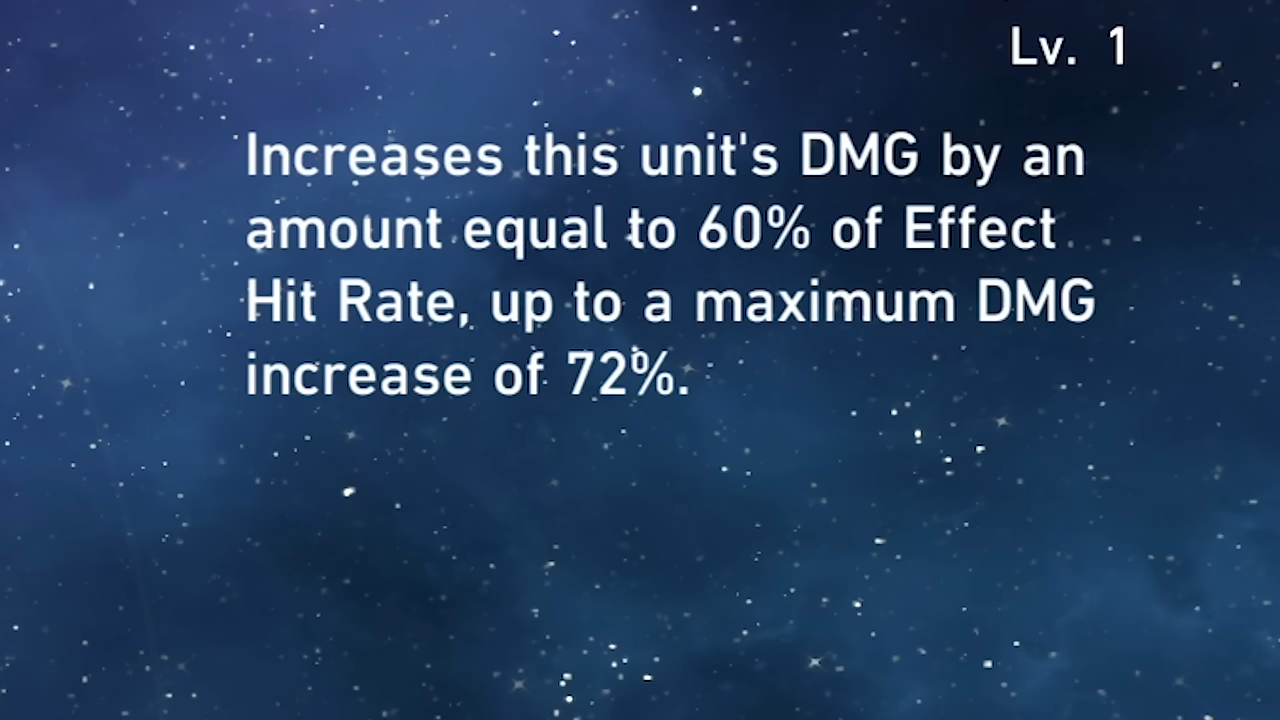 Lv. 1
Increases this unit's DMG by an
amount equal to 60% of Effect
Hit Rate, up to a maximum DMG
increase of 72%.